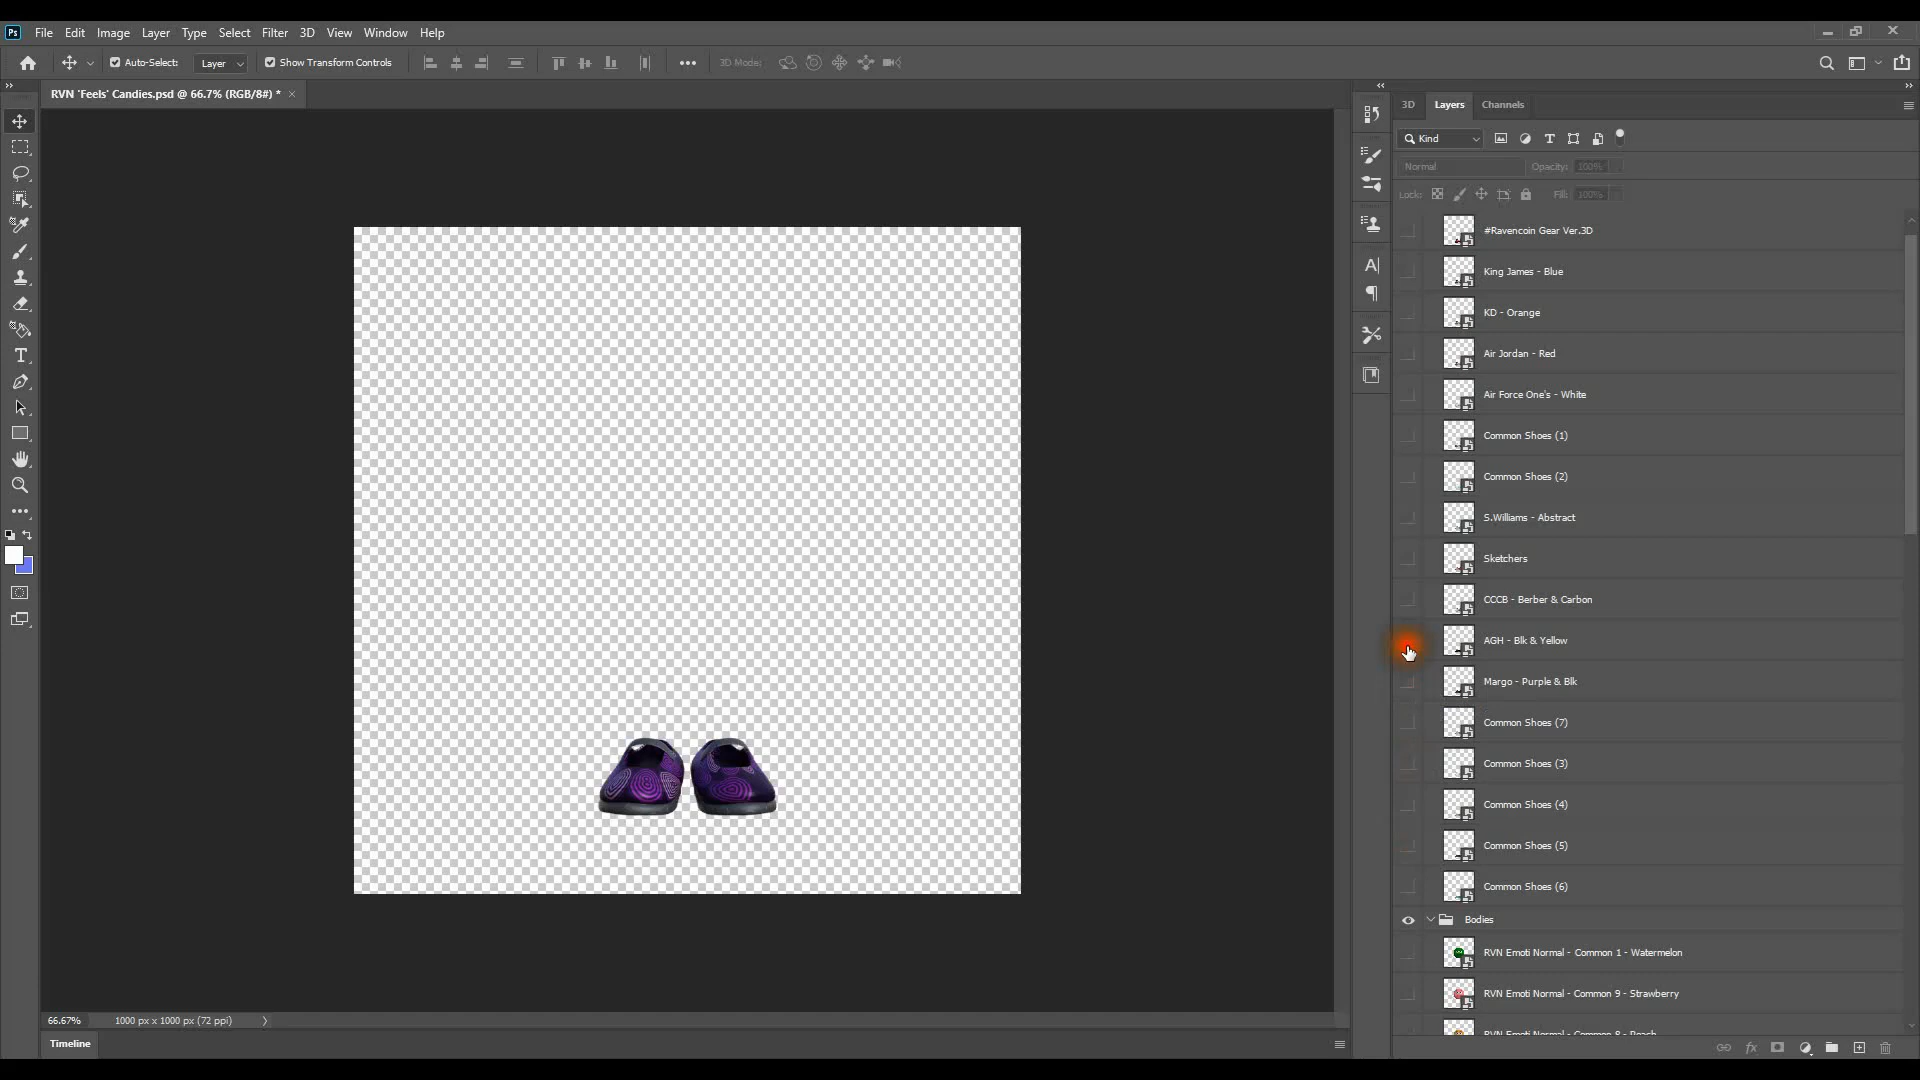 Ps File Edit Image Layer Type Select Filter 3D View Window Help
Auto-Select: Layer Show Transform Controls 3D Mode:
RVN 'Feels' Candies.psd @ 66.7% (RGB/8#) * ×
3D Layers Channels
Kind
Normal Opacity: 100%
Lock: Fill: 100%
#Ravencoin Gear Ver.3D
King James - Blue
KD - Orange
Air Jordan - Red
Air Force One's - White
Common Shoes (1)
Common Shoes (2)
S.Williams - Abstract
Sketchers
CCCB - Berber & Carbon
AGH - Blk & Yellow
Margo - Purple & Blk
Common Shoes (7)
Common Shoes (3)
Common Shoes (4)
Common Shoes (5)
Common Shoes (6)
Bodies
RVN Emoti Normal - Common 1 - Watermelon
RVN Emoti Normal - Common 9 - Strawberry
RVN Emoti Normal - Common 8 - Peach
66.67% 1000 px x 1000 px (72 ppi)
Timeline